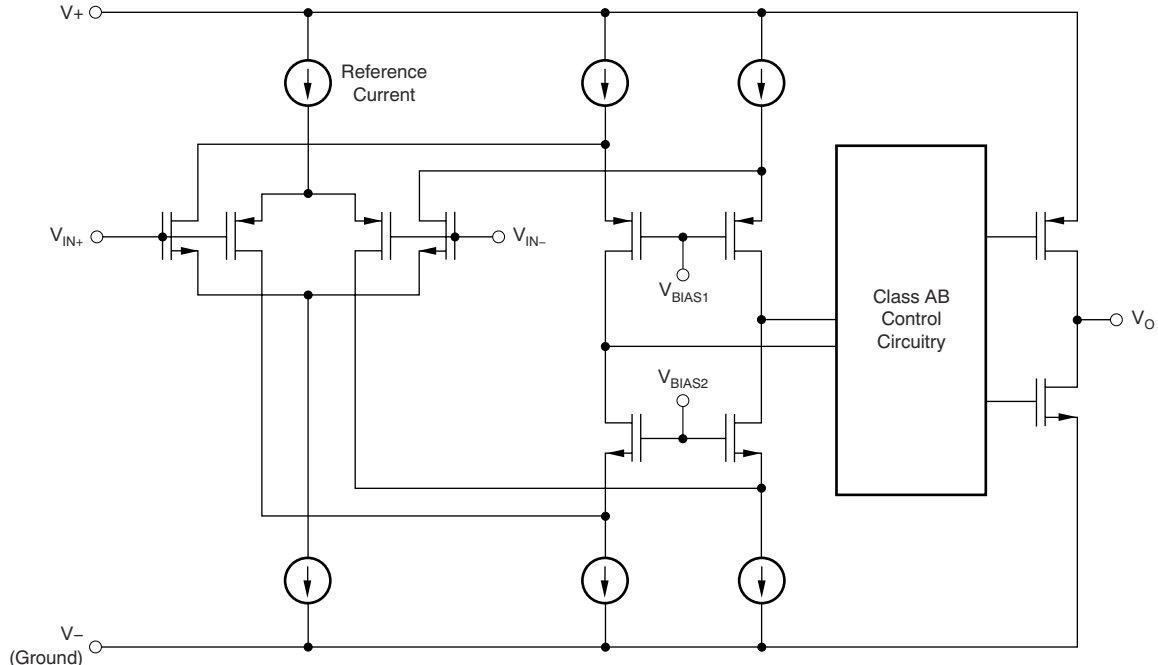 V+
Reference
Current
V_IN+
V_IN−
V_BIAS1
Class AB
Control
Circuitry
V_O
V_BIAS2
V−
(Ground)